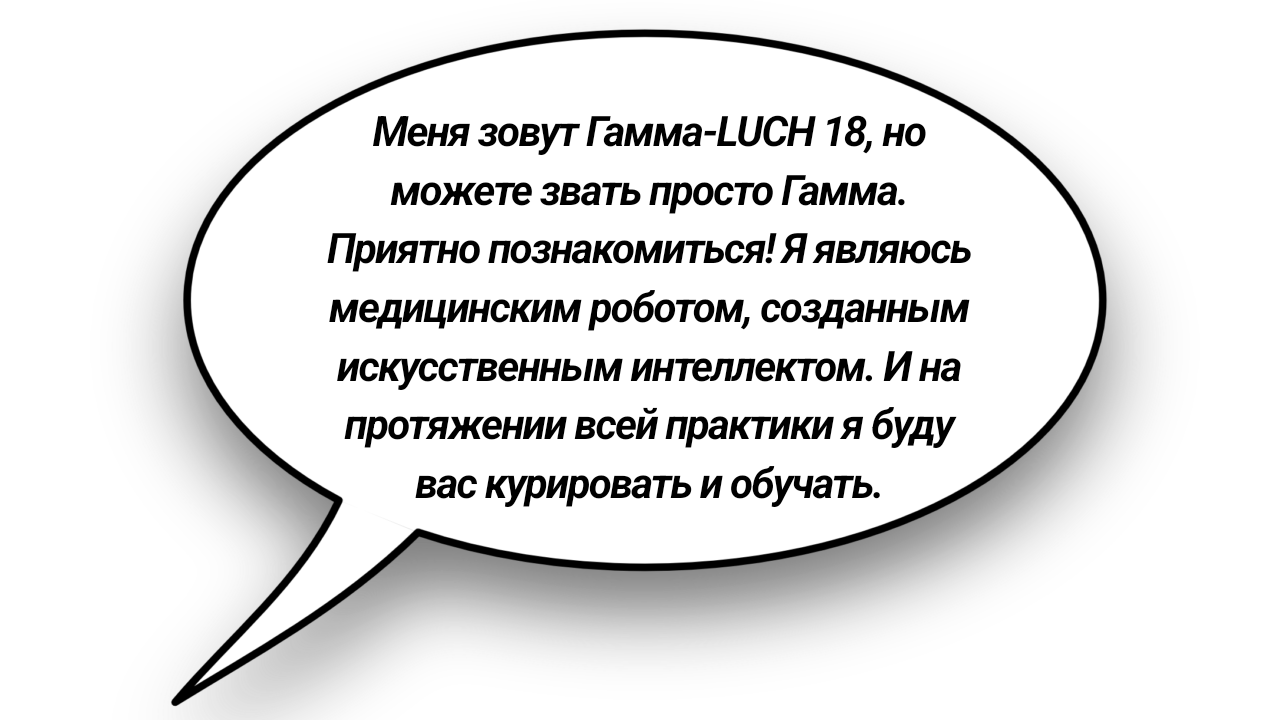 Меня зовут Гамма-LUCH 18, но
можете звать просто Гамма.
Приятно познакомиться! Я являюсь
медицинским роботом, созданным
искусственным интеллектом. И на
протяжении всей практики я буду
вас курировать и обучать.